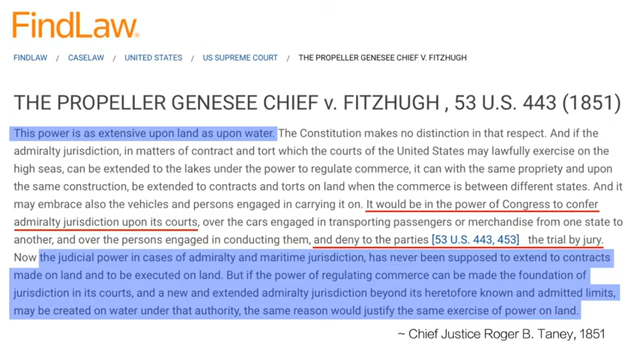 FindLaw.
FINDLAW / CASELAW / UNITED STATES / US SUPREME COURT / THE PROPELLER GENESEE CHIEF V. FITZHUGH
THE PROPELLER GENESEE CHIEF v. FITZHUGH , 53 U.S. 443 (1851)
This power is as extensive upon land as upon water. The Constitution makes no distinction in that respect. And if the
admiralty jurisdiction, in matters of contract and tort which the courts of the United States may lawfully exercise on the
high seas, can be extended to the lakes under the power to regulate commerce, it can with the same propriety and upon
the same construction, be extended to contracts and torts on land when the commerce is between different states. And it
may embrace also the vehicles and persons engaged in carrying it on. It would be in the power of Congress to confer
admiralty jurisdiction upon its courts, over the cars engaged in transporting passengers or merchandise from one state to
another, and over the persons engaged in conducting them, and deny to the parties [53 U.S. 443, 453] the trial by jury.
Now the judicial power in cases of admiralty and maritime jurisdiction, has never been supposed to extend to contracts
made on land and to be executed on land. But if the power of regulating commerce can be made the foundation of
jurisdiction in its courts, and a new and extended admiralty jurisdiction beyond its heretofore known and admitted limits,
may be created on water under that authority, the same reason would justify the same exercise of power on land.
~ Chief Justice Roger B. Taney, 1851